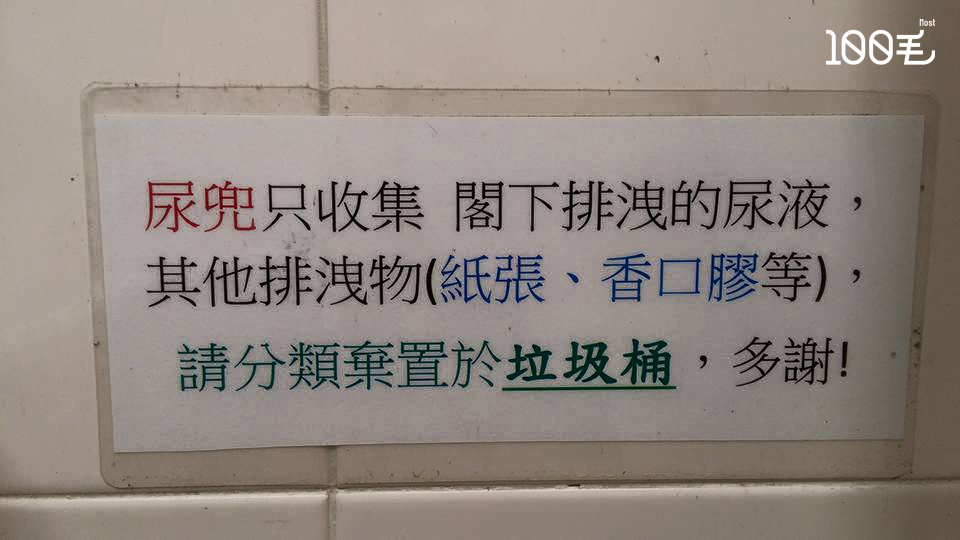 Most
100毛
尿兜只收集 閣下排洩的尿液，
其他排洩物(紙張、香口膠等)，
請分類棄置於垃圾桶，多謝!